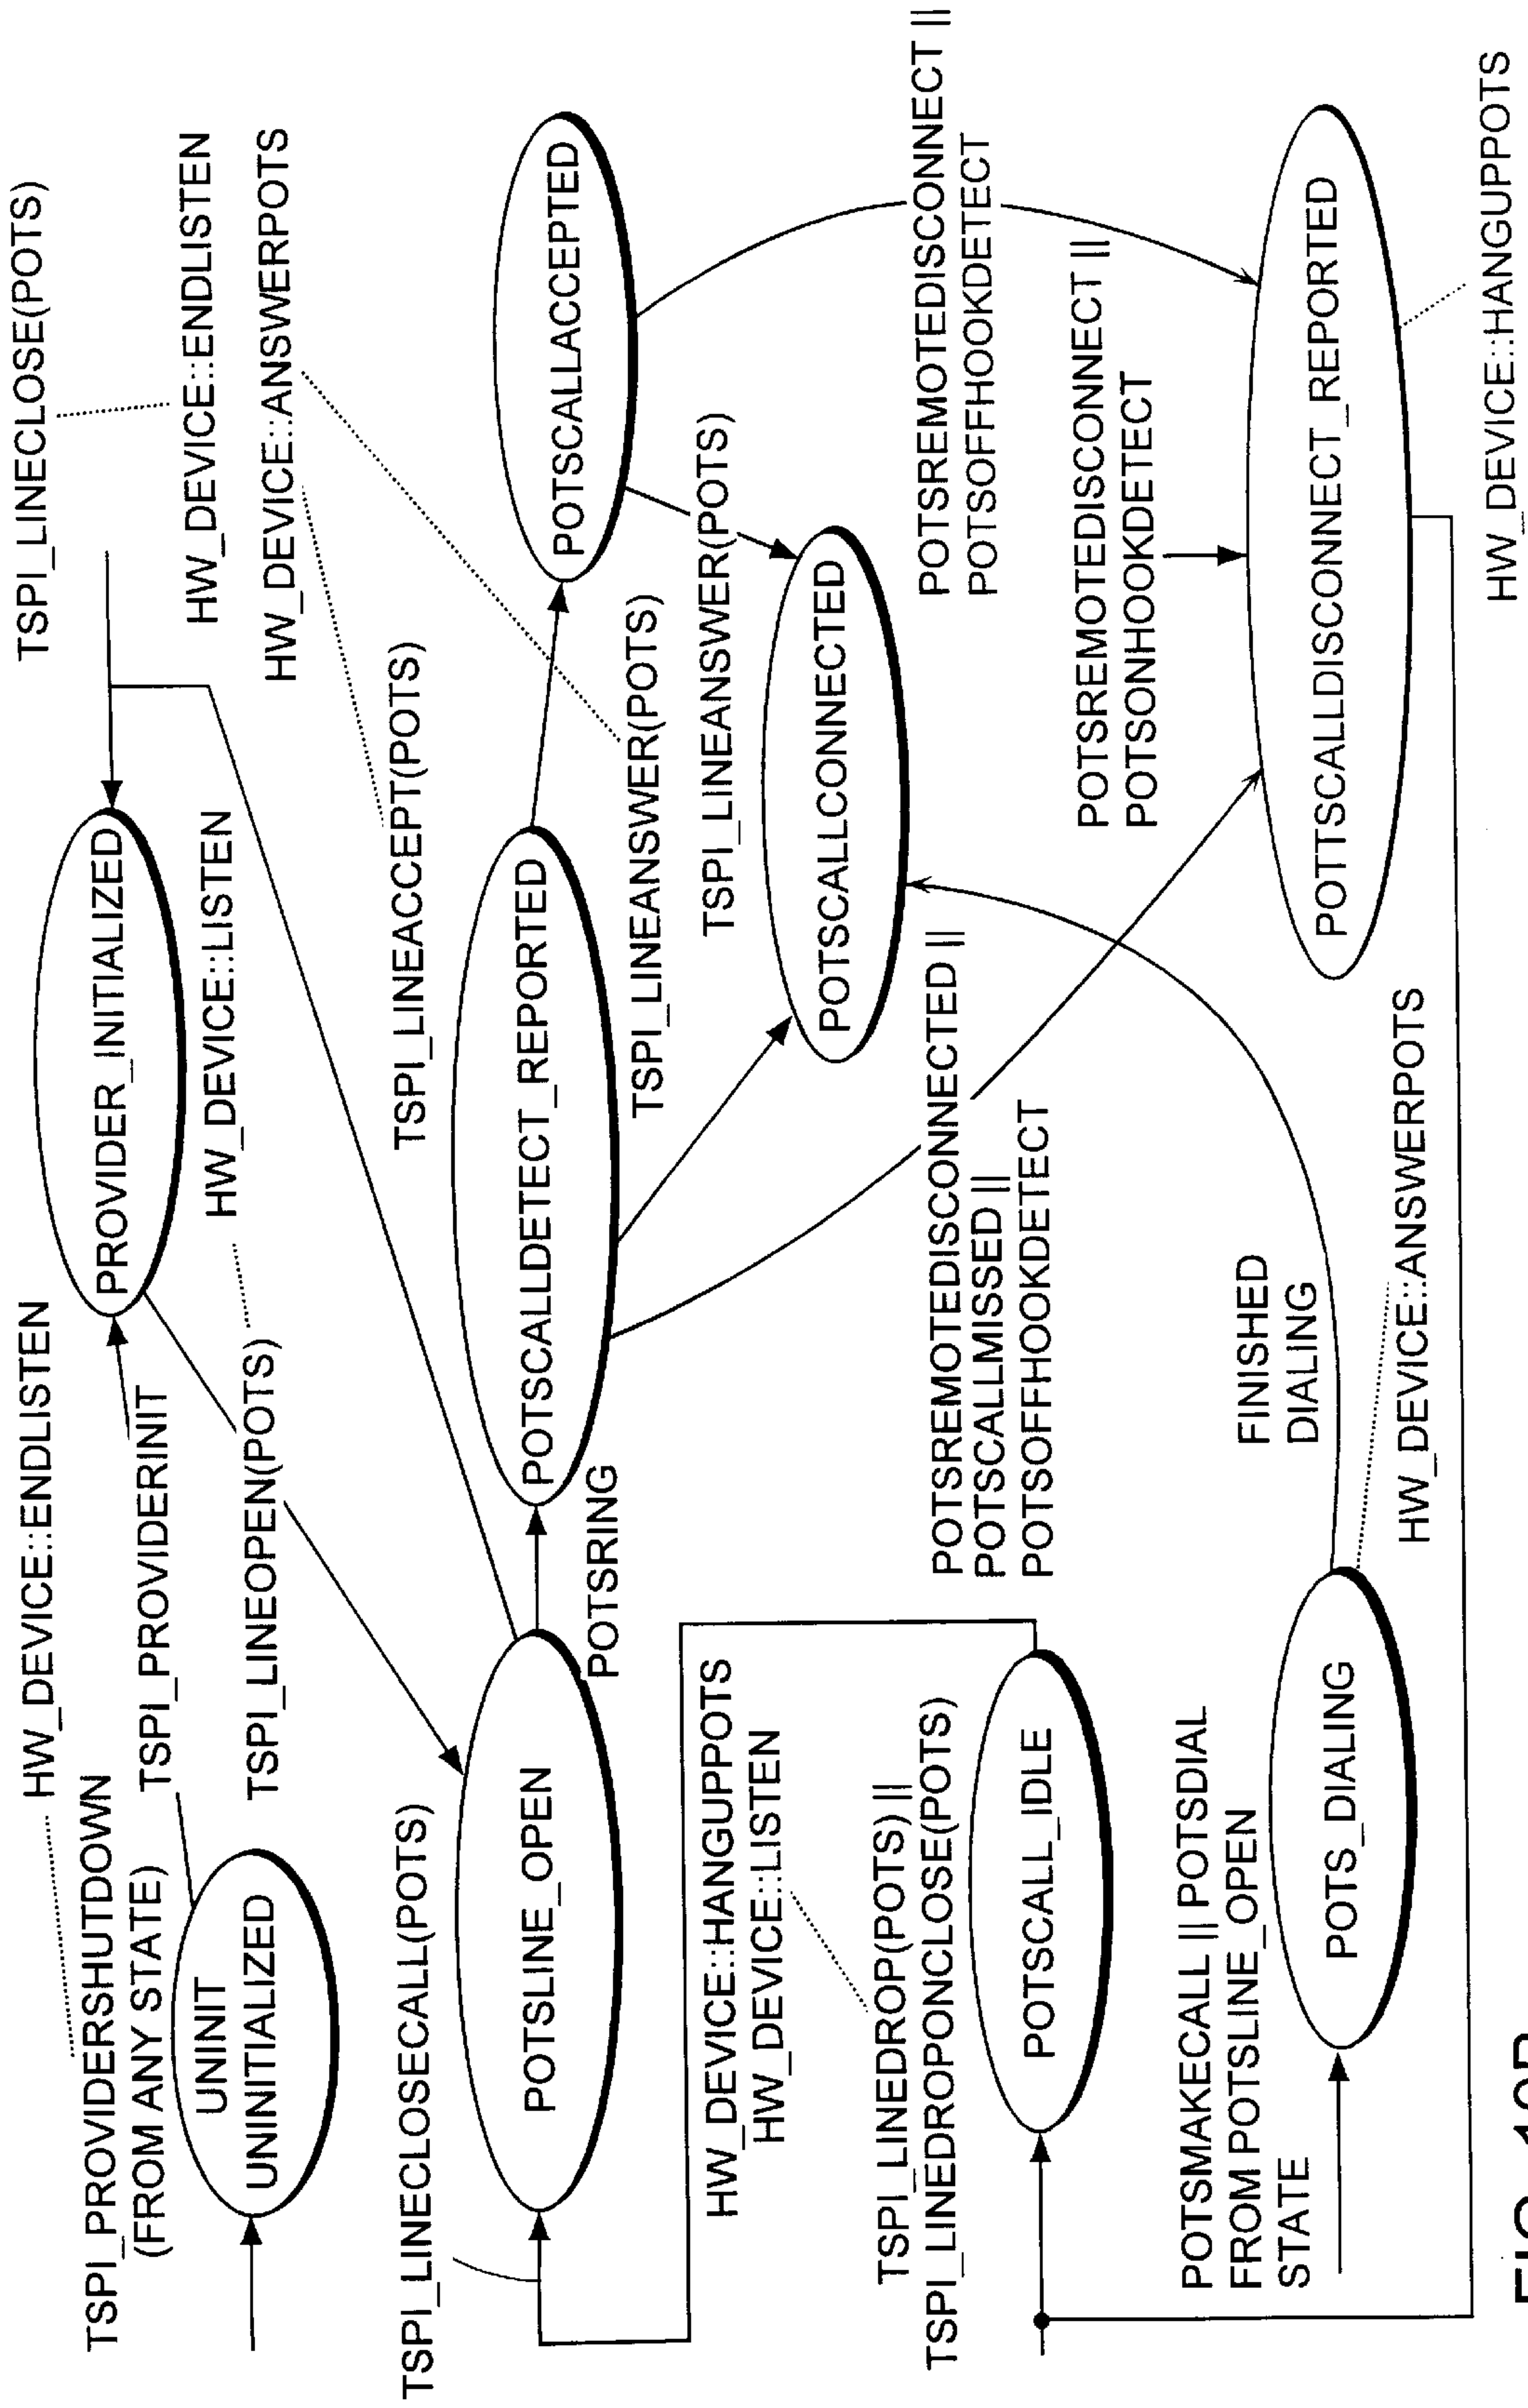 TSPI_PROVIDERSHUTDOWN
(FROM ANY STATE)
HW_DEVICE::ENDLISTEN
UNINIT
UNINITIALIZED
TSPI_PROVIDERINIT
PROVIDER_INITIALIZED
TSPI_LINECLOSE(POTS)
HW_DEVICE::ENDLISTEN
HW_DEVICE::LISTEN
HW_DEVICE::ANSWERPOTS
TSPI_LINEOPEN(POTS)
TSPI_LINECLOSECALL(POTS)
POTSLINE_OPEN
POTSRING
POTSCALLDETECT_REPORTED
TSPI_LINEACCEPT(POTS)
POTSCALLACCEPTED
TSPI_LINEANSWER(POTS)
TSPI_LINEANSWER(POTS)
POTSCALLCONNECTED
HW_DEVICE::HANGUPPOTS
HW_DEVICE::LISTEN
TSPI_LINEDROP(POTS) ||
TSPI_LINEDROPONCLOSE(POTS)
POTSCALL_IDLE
POTSREMOTEDISCONNECTED ||
POTSCALLMISSED ||
POTSOFFHOOKDETECT
POTSREMOTEDISCONNECT ||
POTSOFFHOOKDETECT
POTSREMOTEDISCONNECT ||
POTSONHOOKDETECT
POTSMAKECALL || POTSDIAL
FROM POTSLINE_OPEN
STATE
POTS_DIALING
FINISHED
DIALING
HW_DEVICE::ANSWERPOTS
POTTSCALLDISCONNECT_REPORTED
HW_DEVICE::HANGUPPOTS